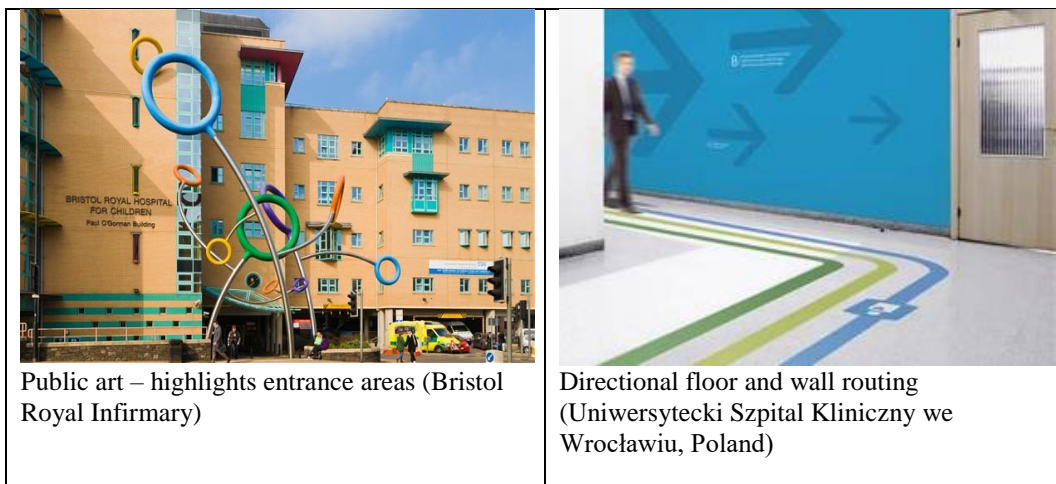 BRISTOL ROYAL HOSPITAL
FOR CHILDREN
Paul O'Gorman Building
8
Public art – highlights entrance areas (Bristol
Royal Infirmary)
Directional floor and wall routing
(Uniwersytecki Szpital Kliniczny we
Wrocławiu, Poland)